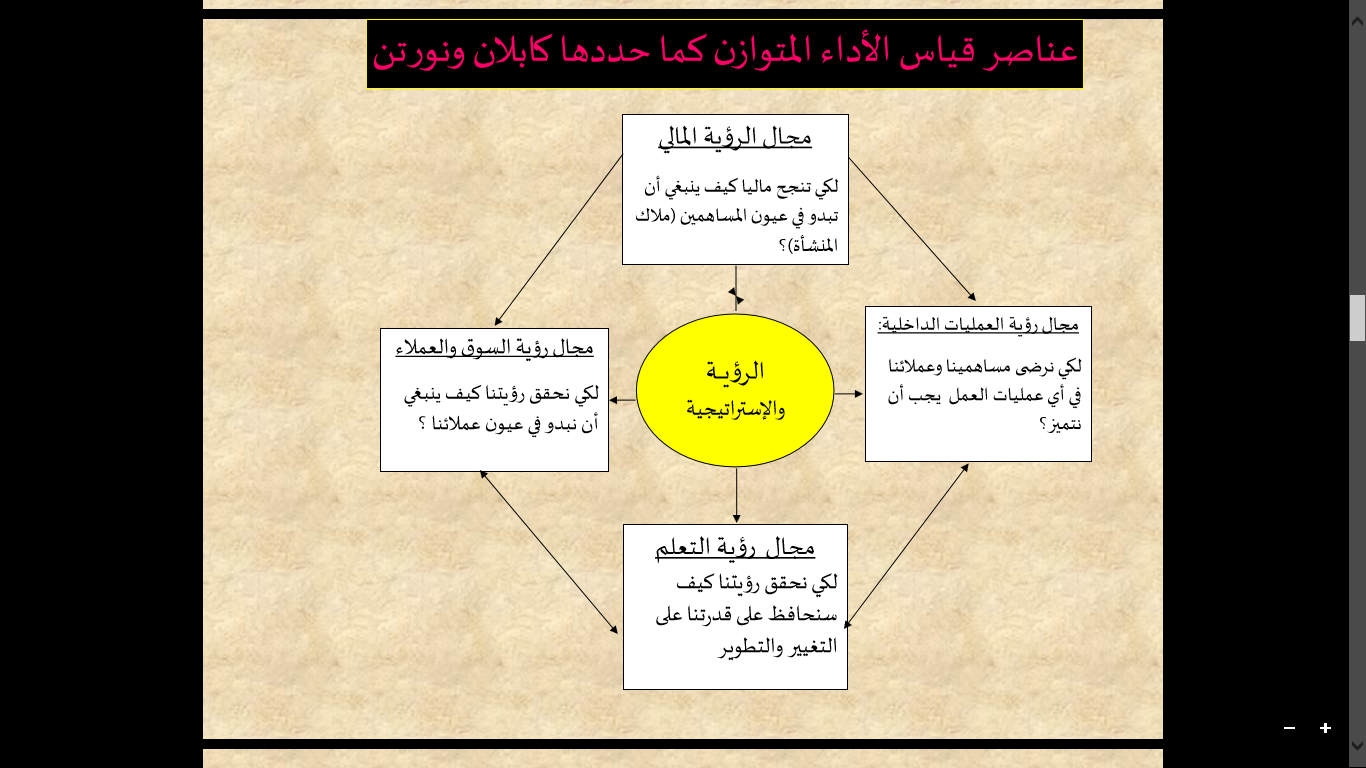 عناصر قياس الأداء المتوازن كما حددها كابلان ونورتن
مجال الرؤية المالي
لكي تنجح ماليا كيف ينبغي أن
تبدو في عيون المساهمين (ملاك
المنشأة)؟
مجال رؤية العمليات الداخلية:
لكي نرضى مساهمينا وعملائنا
في أي عمليات العمل يجب أن
نتميز؟
الرؤية
والإستراتيجية
مجال رؤية السوق والعملاء
لكي نحقق رؤيتنا كيف ينبغي
أن نبدو في عيون عملائنا ؟
مجال رؤية التعلم
لكي نحقق رؤيتنا كيف
سنحافظ على قدرتنا على
التغيير والتطوير